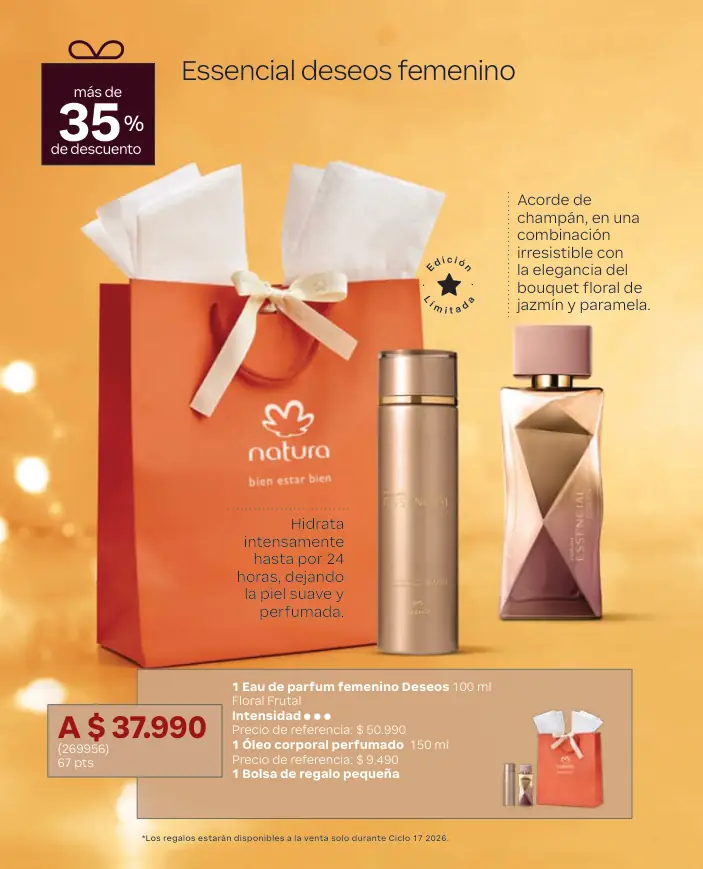 más de
35%
de descuento
Essencial deseos femenino
Acorde de
champán, en una
combinación
irresistible con
la elegancia del
bouquet floral de
jazmín y paramela.
Edición
Limitada
natura
bien estar bien
Hidrata
intensamente
hasta por 24
horas, dejando
la piel suave y
perfumada.
ESSENCIAL
ESSENCIAL
A $ 37.990
(269956)
67 pts
1 Eau de parfum femenino Deseos 100 ml
Floral Frutal
Intensidad ●●●
Precio de referencia: $ 50.990
1 Óleo corporal perfumado 150 ml
Precio de referencia: $ 9.490
1 Bolsa de regalo pequeña
*Los regalos estarán disponibles a la venta solo durante Ciclo 17 2026.